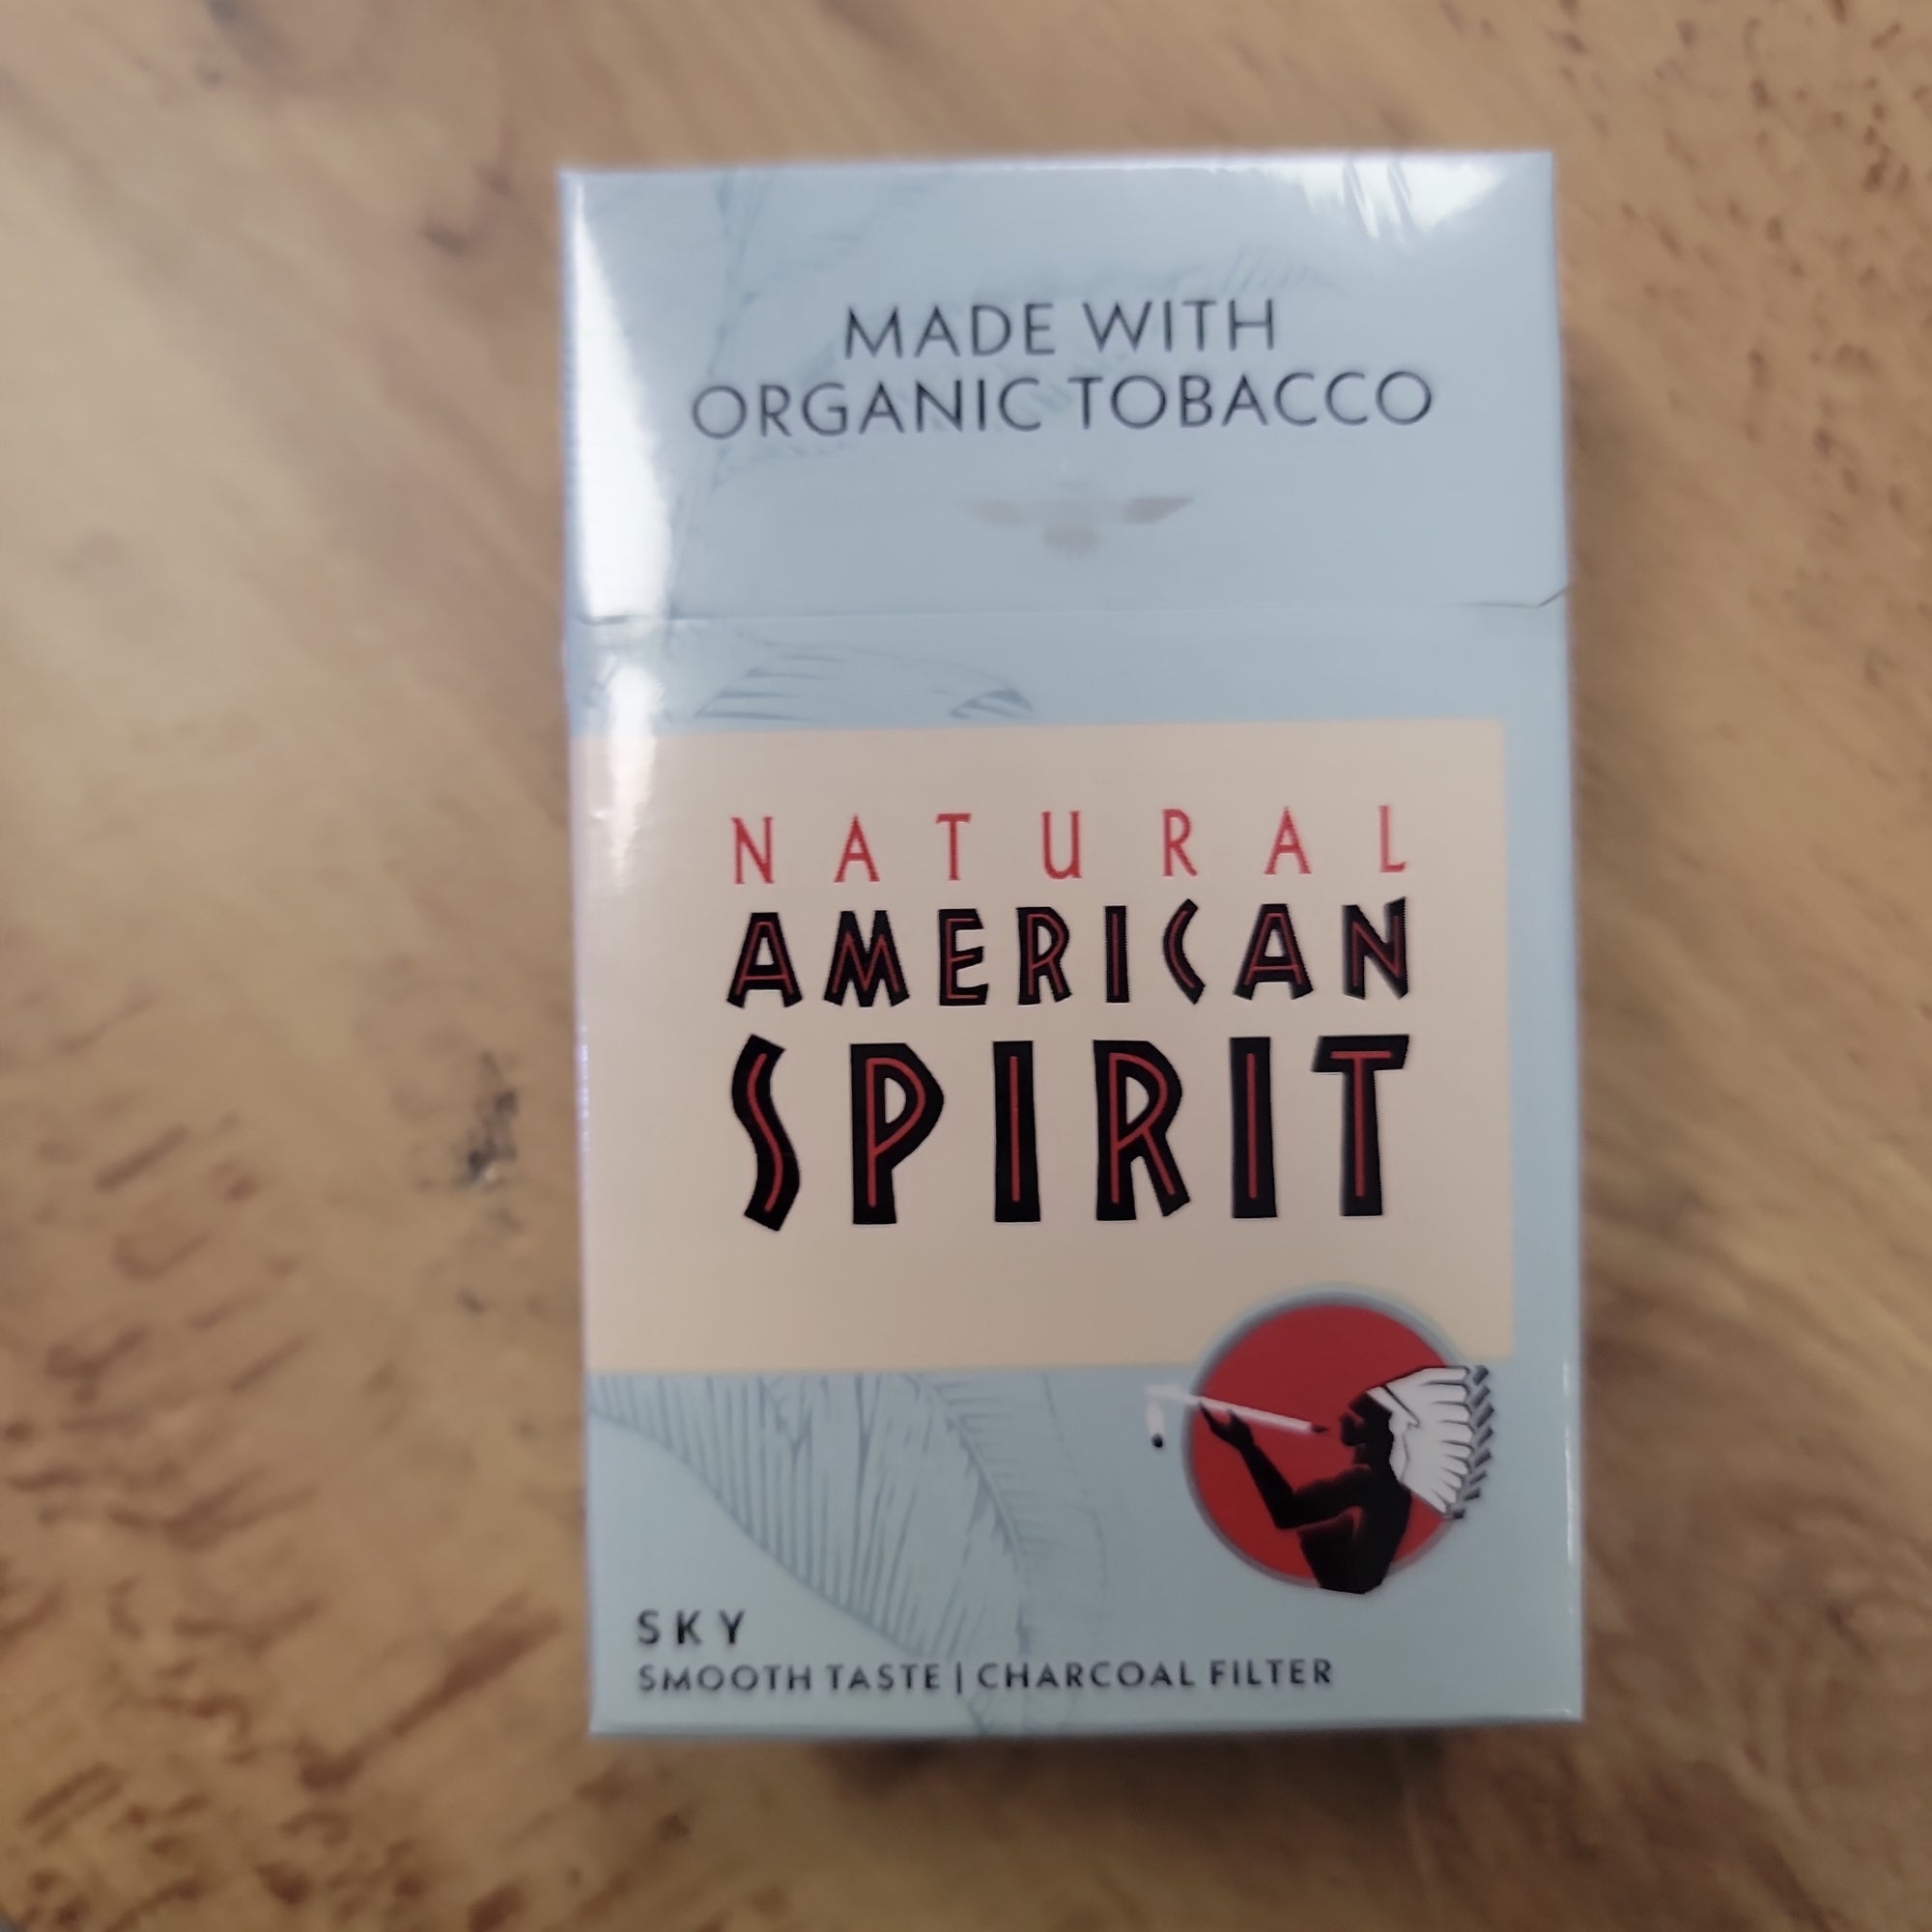 MADE WITH
ORGANIC TOBACCO
NATURAL
AMERICAN
SPIRIT
SKY
SMOOTH TASTE | CHARCOAL FILTER